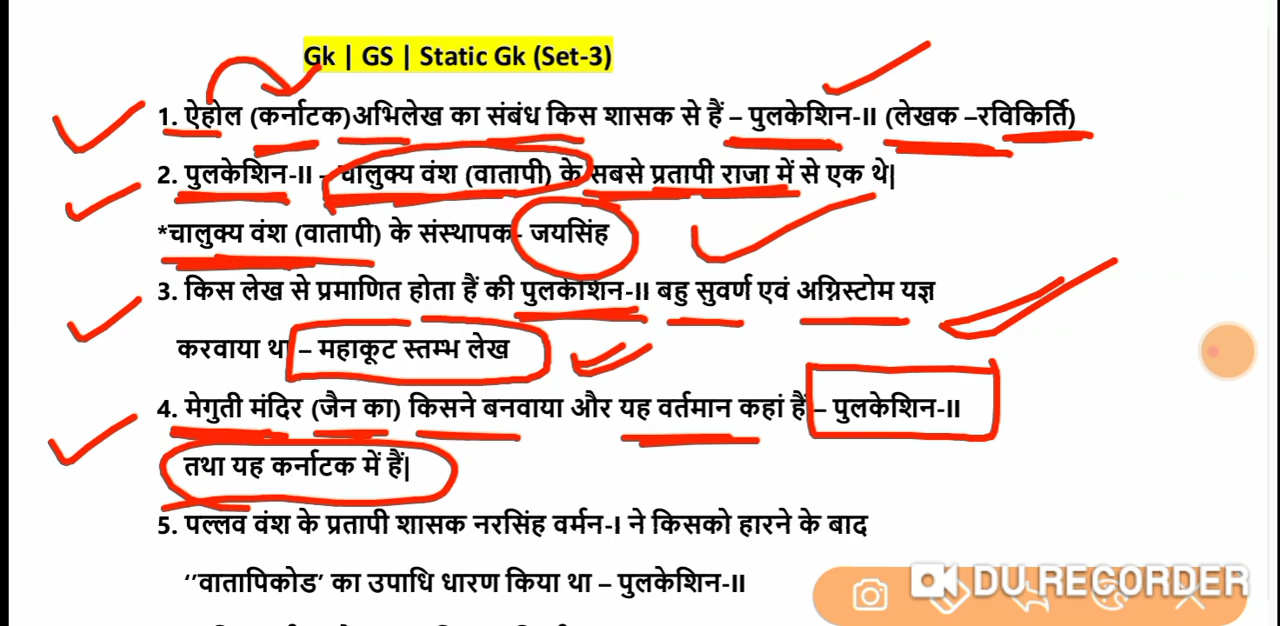 Gk | GS | Static Gk (Set-3)
1. ऐहोल (कर्नाटक)अभिलेख का संबंध किस शासक से हैं – पुलकेशिन-II (लेखक –रविकिर्ति)
2. पुलकेशिन-II - चालुक्य वंश (वातापी) के सबसे प्रतापी राजा में से एक थे|
*चालुक्य वंश (वातापी) के संस्थापक- जयसिंह
3. किस लेख से प्रमाणित होता हैं की पुलकेशिन-II बहु सुवर्ण एवं अग्निस्टोम यज्ञ
करवाया था – महाकूट स्तम्भ लेख
4. मेगुती मंदिर (जैन का) किसने बनवाया और यह वर्तमान कहां हैं – पुलकेशिन-II
तथा यह कर्नाटक में हैं|
5. पल्लव वंश के प्रतापी शासक नरसिंह वर्मन-I ने किसको हारने के बाद
‘’वातापिकोड’ का उपाधि धारण किया था – पुलकेशिन-II
DU RECORDER